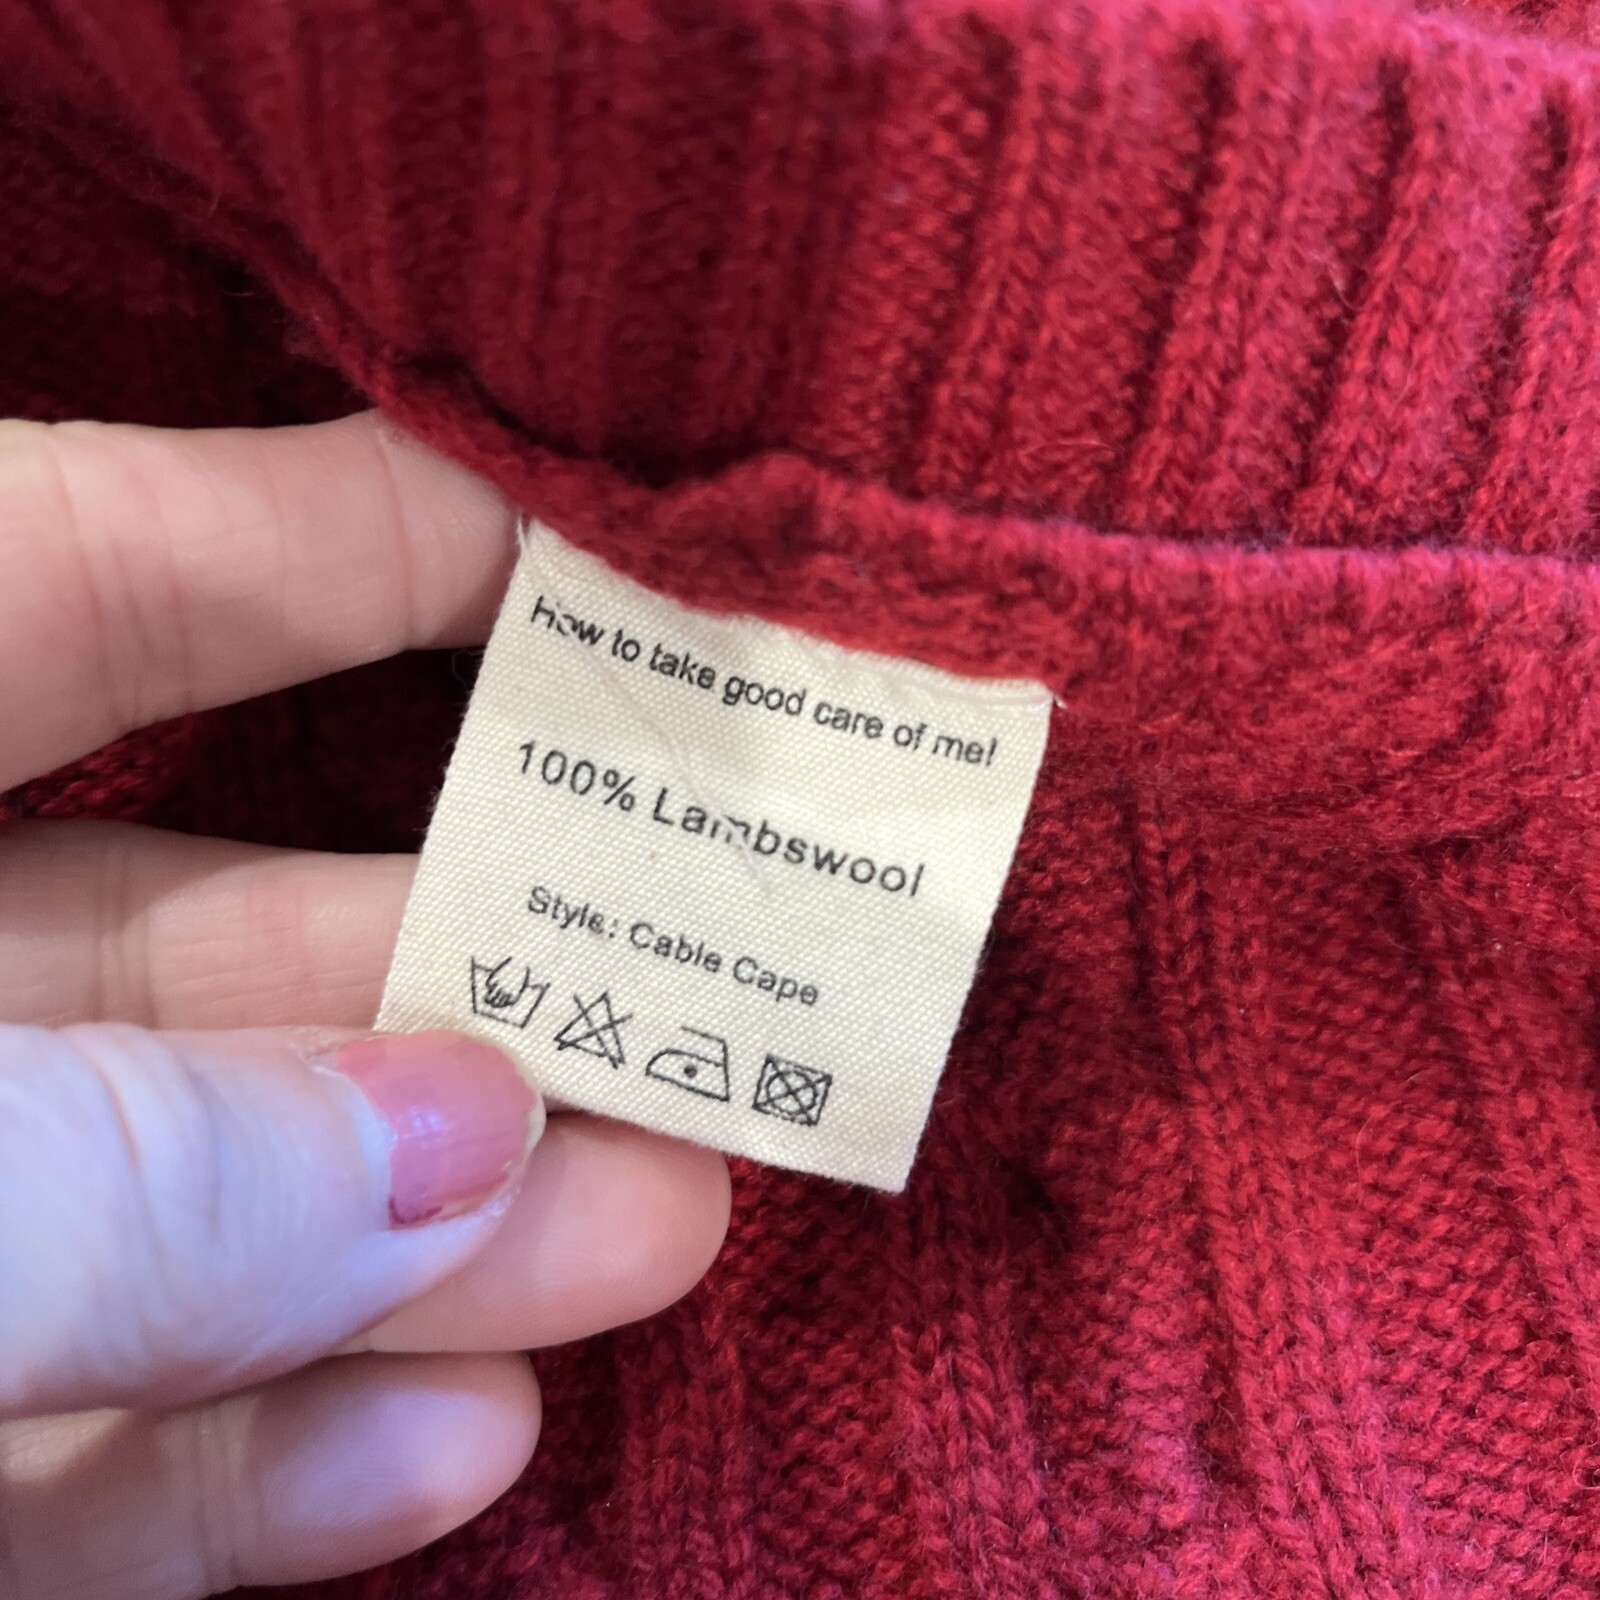 How to take good care of me!
100% Lambswool
Style: Cable Cape